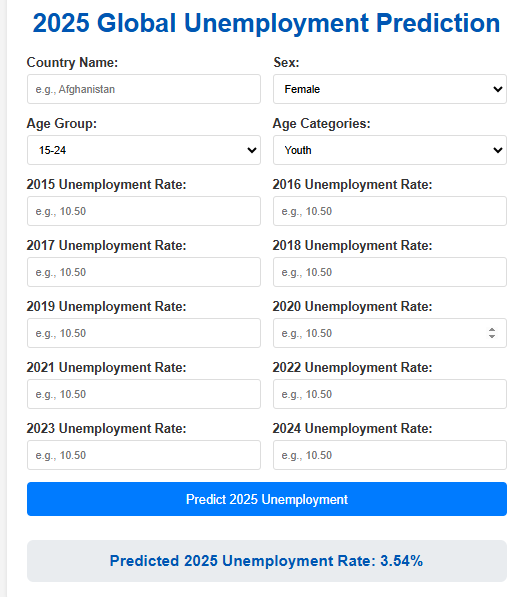 2025 Global Unemployment Prediction
Country Name: Sex:
e.g., Afghanistan Female
Age Group: Age Categories:
15-24 Youth
2015 Unemployment Rate: 2016 Unemployment Rate:
e.g., 10.50 e.g., 10.50
2017 Unemployment Rate: 2018 Unemployment Rate:
e.g., 10.50 e.g., 10.50
2019 Unemployment Rate: 2020 Unemployment Rate:
e.g., 10.50 e.g., 10.50
2021 Unemployment Rate: 2022 Unemployment Rate:
e.g., 10.50 e.g., 10.50
2023 Unemployment Rate: 2024 Unemployment Rate:
e.g., 10.50 e.g., 10.50
Predict 2025 Unemployment
Predicted 2025 Unemployment Rate: 3.54%